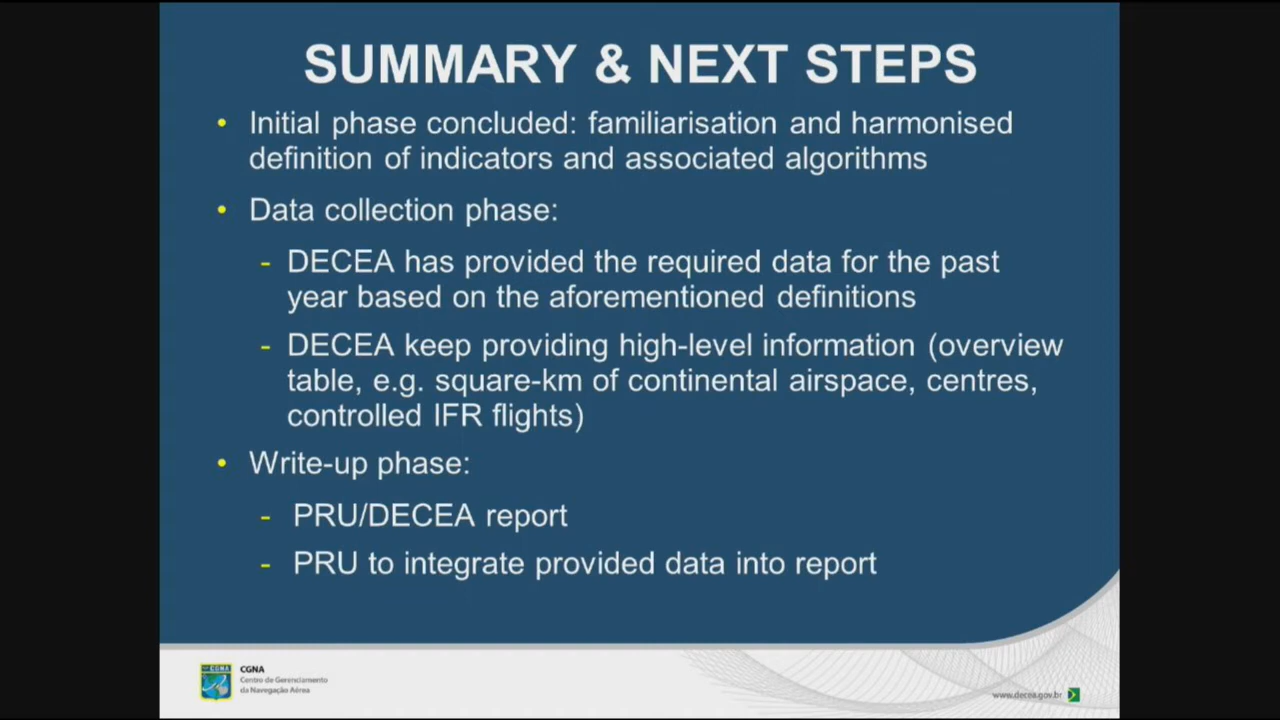 SUMMARY & NEXT STEPS
• Initial phase concluded: familiarisation and harmonised
definition of indicators and associated algorithms
• Data collection phase:
- DECEA has provided the required data for the past
year based on the aforementioned definitions
- DECEA keep providing high-level information (overview
table, e.g. square-km of continental airspace, centres,
controlled IFR flights)
• Write-up phase:
- PRU/DECEA report
- PRU to integrate provided data into report
CGNA
CGNA
Centro de Gerenciamento
da Navegação Aérea
www.decea.gov.br